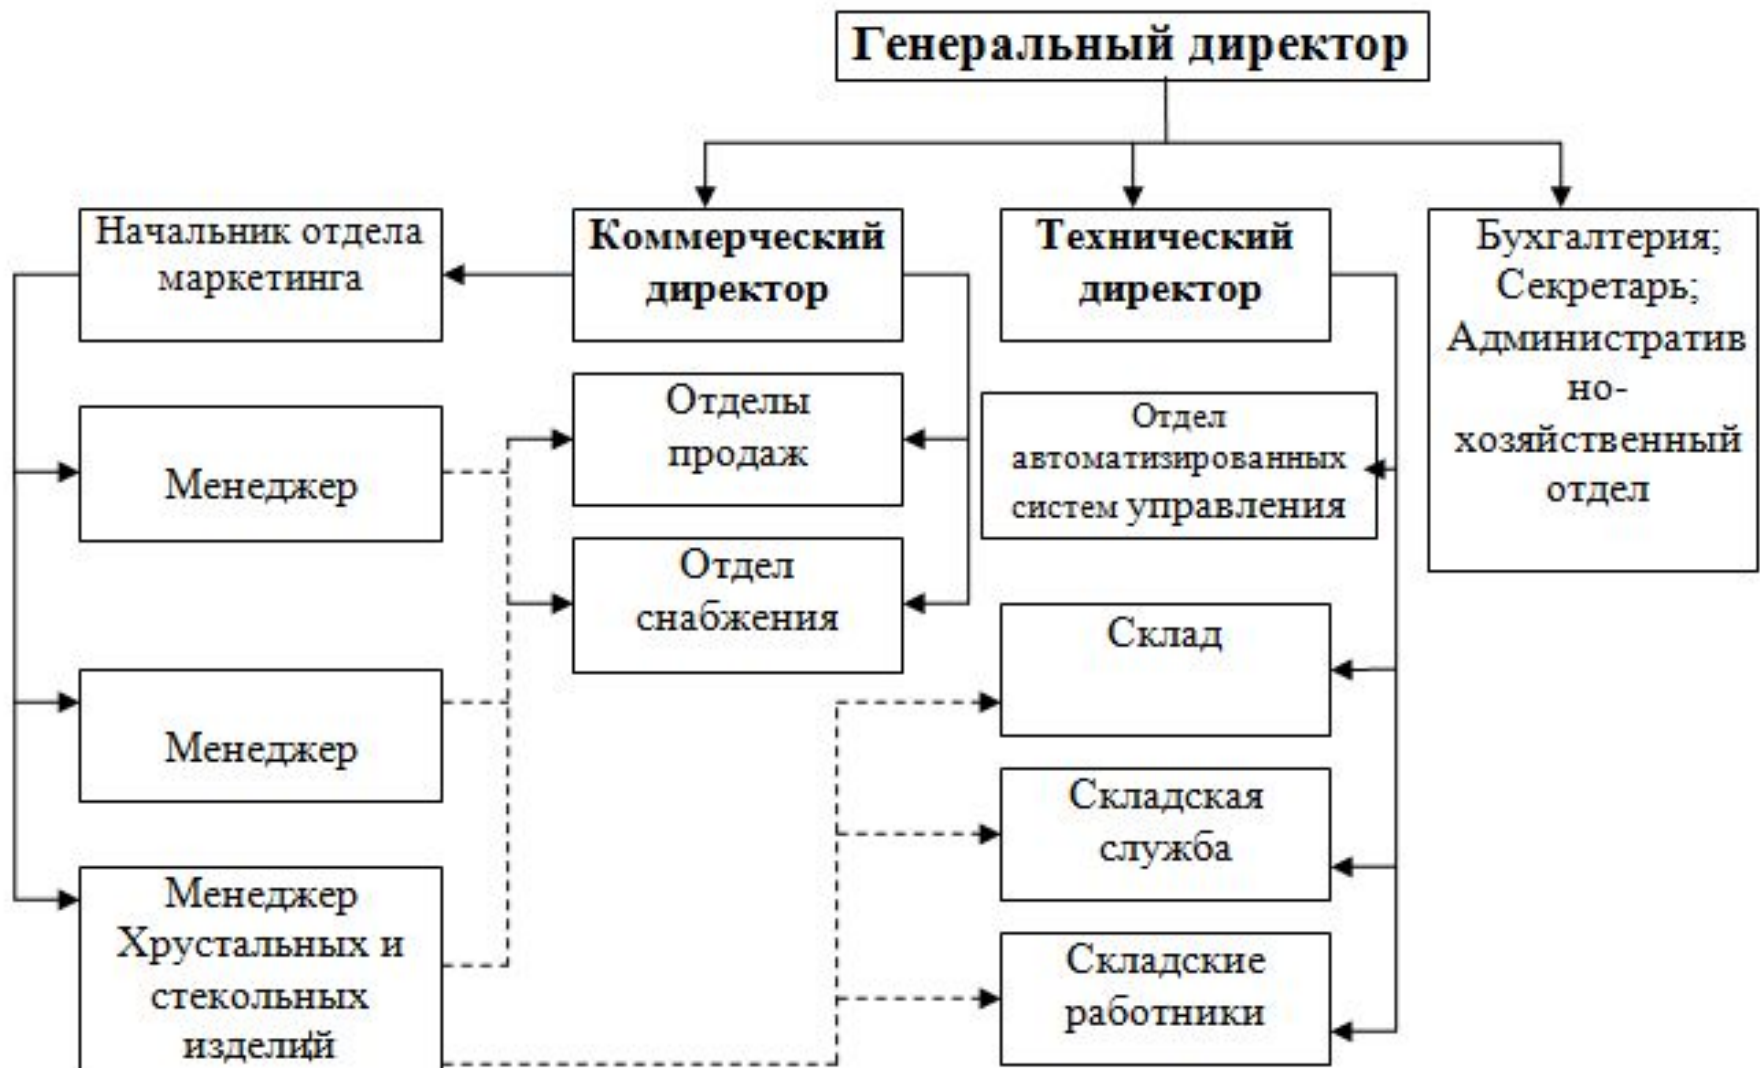 Генеральный директор
Начальник отдела
маркетинга
Коммерческий
директор
Технический
директор
Бухгалтерия;
Секретарь;
Административ
но-
хозяйственный
отдел
Менеджер
Отделы
продаж
Отдел
автоматизированных
систем управления
Отдел
снабжения
Менеджер
Склад
Складская
служба
Менеджер
Хрустальных и
стекольных
изделий
Складские
работники